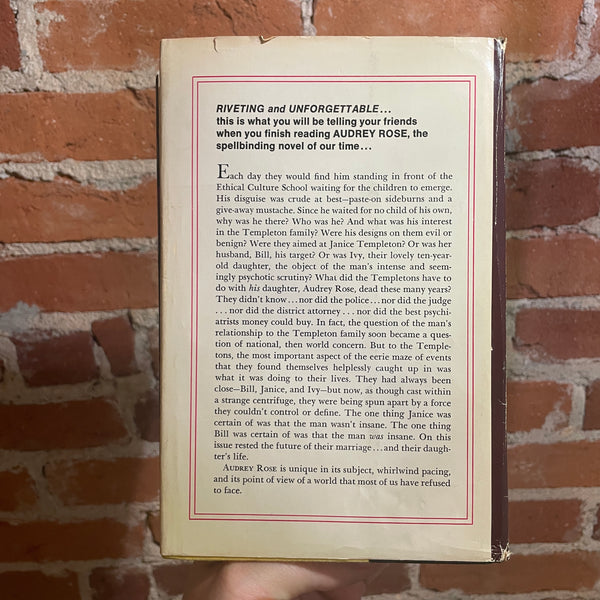 RIVETING and UNFORGETTABLE...
this is what you will be telling your friends
when you finish reading AUDREY ROSE, the
spellbinding novel of our time...
Each day they would find him standing in front of the
Ethical Culture School waiting for the children to emerge.
His disguise was crude at best—paste-on sideburns and a
give-away mustache. Since he waited for no child of his own,
why was he there? Who was he? And what was his interest
in the Templeton family? Were his designs on them evil or
benign? Were they aimed at Janice Templeton? Or was her
husband, Bill, his target? Or was Ivy, their lovely ten-year-
old daughter, the object of the man's intense and seem-
ingly psychotic scrutiny? What did the Templetons have to
do with his daughter, Audrey Rose, dead these many years?
They didn't know...nor did the police...nor did the judge
...nor did the district attorney ...nor did the best psychi-
atrists money could buy. In fact, the question of the man's
relationship to the Templeton family soon became a ques-
tion of national, then world concern. But to the Temple-
tons, the most important aspect of the eerie maze of events
that they found themselves helplessly caught up in was
what it was doing to their lives. They had always been
close—Bill, Janice, and Ivy—but now, as though cast within
a strange centrifuge, they were being spun apart by a force
they couldn't control or define. The one thing Janice was
certain of was that the man wasn't insane. The one thing
Bill was certain of was that the man was insane. On this
issue rested the future of their marriage...and their daugh-
ter's life.
AUDREY ROSE is unique in its subject, whirlwind pacing,
and its point of view of a world that most of us have refused
to face.